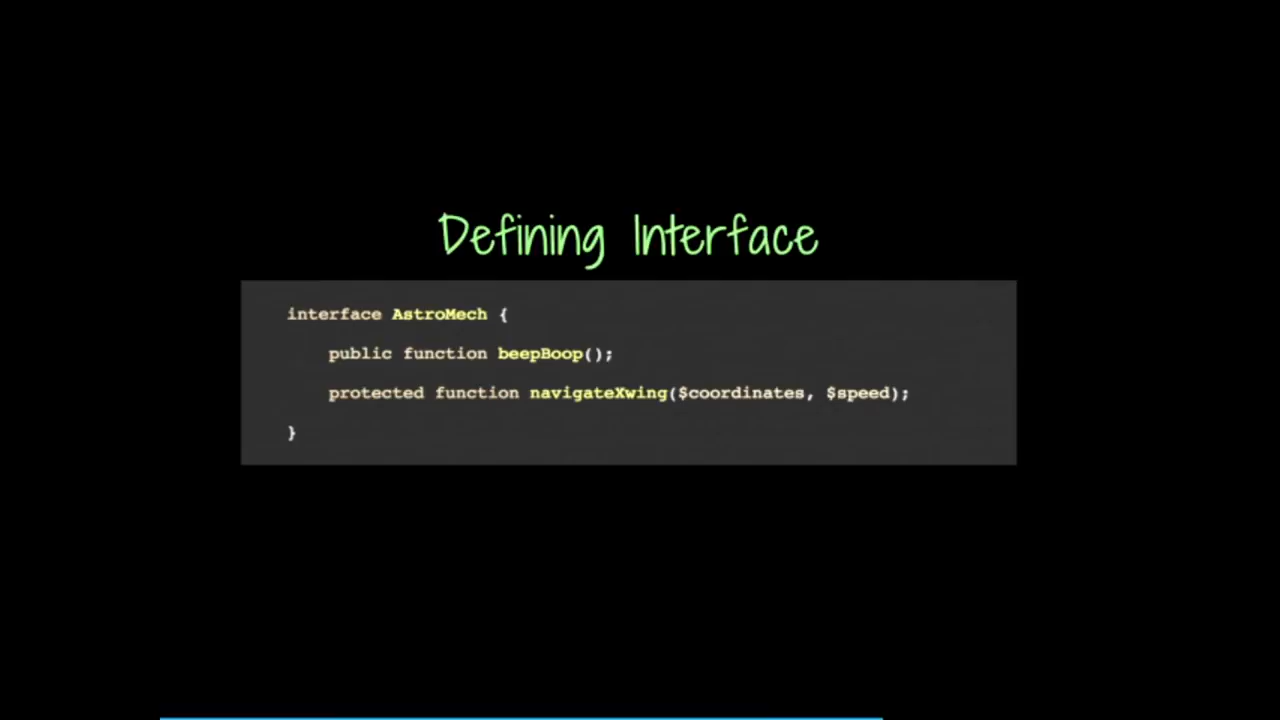 Defining Interface
interface AstroMech {
public function beepBoop();
protected function navigateXwing($coordinates, $speed);
}